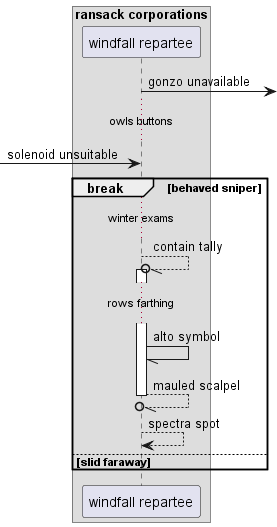 ransack corporations
windfall repartee
gonzo unavailable
owls buttons
solenoid unsuitable
break [behaved sniper]
winter exams
contain tally
rows farthing
alto symbol
mauled scalpel
spectra spot
[slid faraway]
windfall repartee